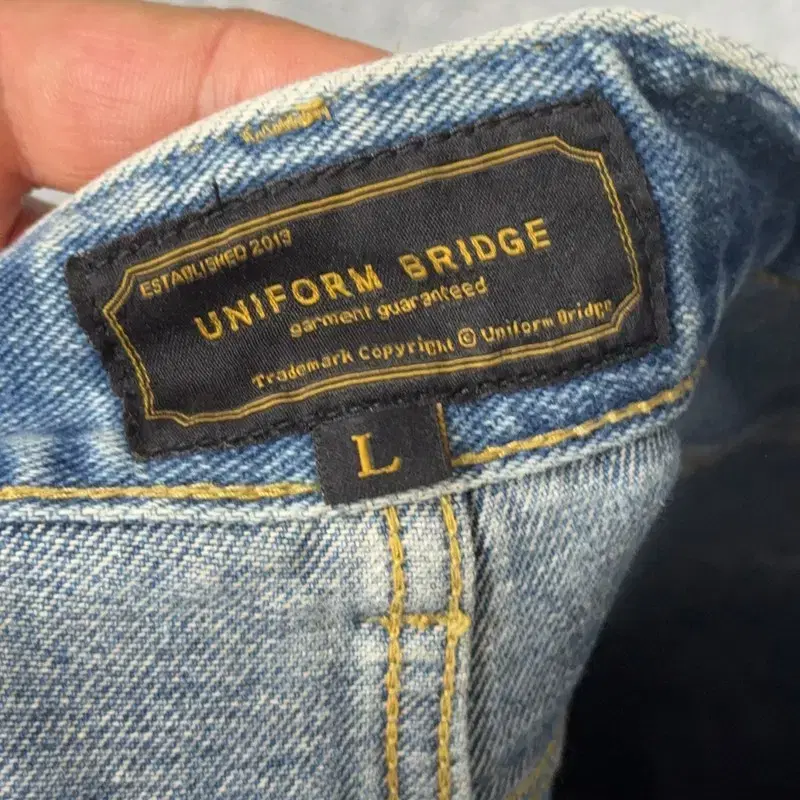 ESTABLISHED 2013
UNIFORM BRIDGE
garment guaranteed
Trademark Copyright © Uniform Bridge
L